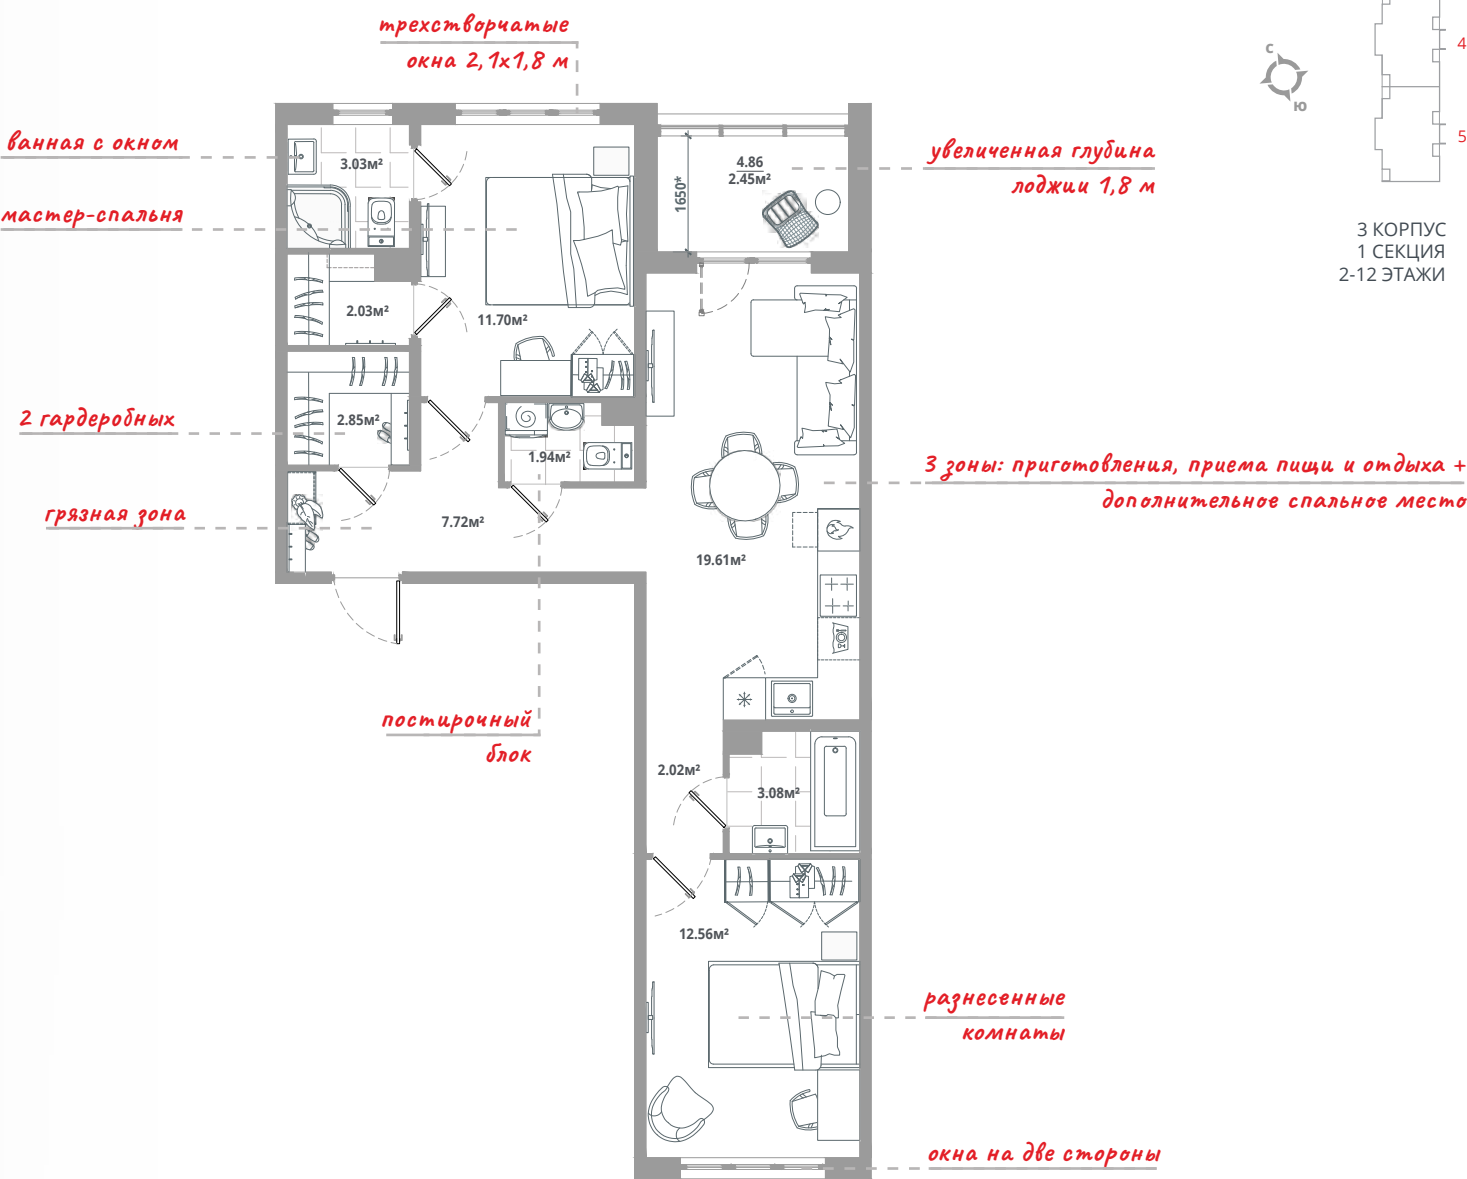 трехстворчатые
окна 2,1х1,8 м
4
С
Ю
5
ванная с окном
3.03м²
4.86
2.45м²
1650*
увеличенная глубина
лоджии 1,8 м
мастер-спальня
3 КОРПУС
1 СЕКЦИЯ
2-12 ЭТАЖИ
2.03м²
11.70м²
2 гардеробных
2.85м²
1.94м²
3 зоны: приготовления, приема пищи и отдыха +
дополнительное спальное место
грязная зона
7.72м²
19.61м²
постирочный
блок
2.02м²
3.08м²
12.56м²
разнесенные
комнаты
окна на две стороны